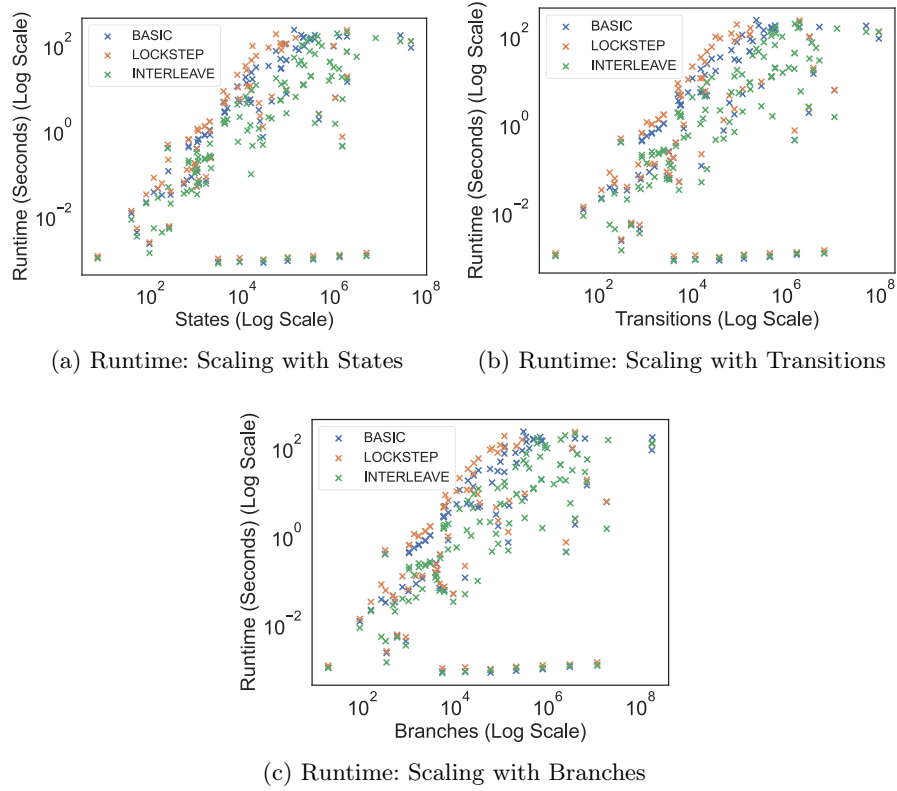 Runtime (Seconds) (Log Scale)
10^2
10^0
10^-2
BASIC
LOCKSTEP
INTERLEAVE
10^2
10^4
10^6
10^8
States (Log Scale)
(a) Runtime: Scaling with States
Runtime (Seconds) (Log Scale)
10^2
10^0
10^-2
BASIC
LOCKSTEP
INTERLEAVE
10^2
10^4
10^6
10^8
Transitions (Log Scale)
(b) Runtime: Scaling with Transitions
Runtime (Seconds) (Log Scale)
10^2
10^0
10^-2
BASIC
LOCKSTEP
INTERLEAVE
10^2
10^4
10^6
10^8
Branches (Log Scale)
(c) Runtime: Scaling with Branches